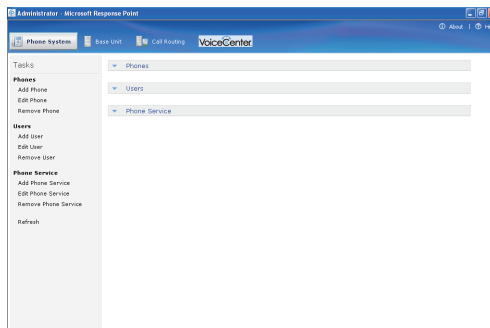 Administrator - Microsoft Response Point
About | H
Phone System Base Unit Call Routing VoiceCenter
Tasks
Phones
Add Phone
Edit Phone
Remove Phone
Users
Add User
Edit User
Remove User
Phone Service
Add Phone Service
Edit Phone Service
Remove Phone Service
Refresh
Phones
Users
Phone Service